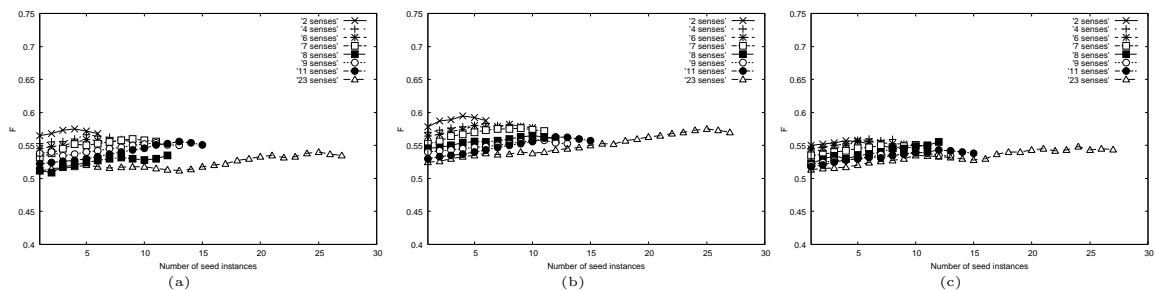 0.75
0.7
0.65
0.6
0.55
0.5
0.45
0.4
F
5 10 15 20 25 30
Number of seed instances
'2 senses'
'4 senses'
'6 senses'
'7 senses'
'8 senses'
'9 senses'
'11 senses'
'23 senses'
(a)
0.75
0.7
0.65
0.6
0.55
0.5
0.45
0.4
F
5 10 15 20 25 30
Number of seed instances
'2 senses'
'4 senses'
'6 senses'
'7 senses'
'8 senses'
'9 senses'
'11 senses'
'23 senses'
(b)
0.75
0.7
0.65
0.6
0.55
0.5
0.45
0.4
F
5 10 15 20 25 30
Number of seed instances
'2 senses'
'4 senses'
'6 senses'
'7 senses'
'8 senses'
'9 senses'
'11 senses'
'23 senses'
(c)